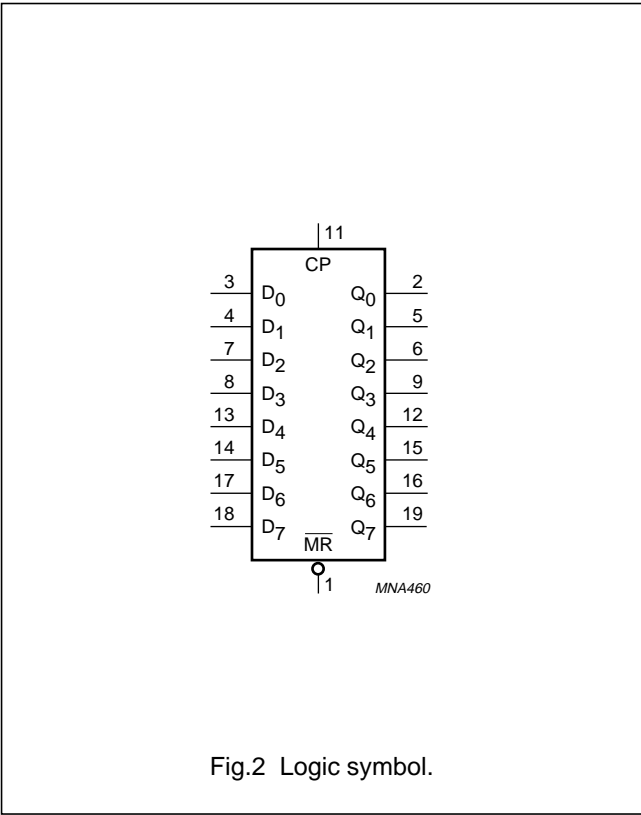 11
CP
3 D0 Q0 2
4 D1 Q1 5
7 D2 Q2 6
8 D3 Q3 9
13 D4 Q4 12
14 D5 Q5 15
17 D6 Q6 16
18 D7 Q7 19
M̅R̅
1 MNA460
Fig.2 Logic symbol.